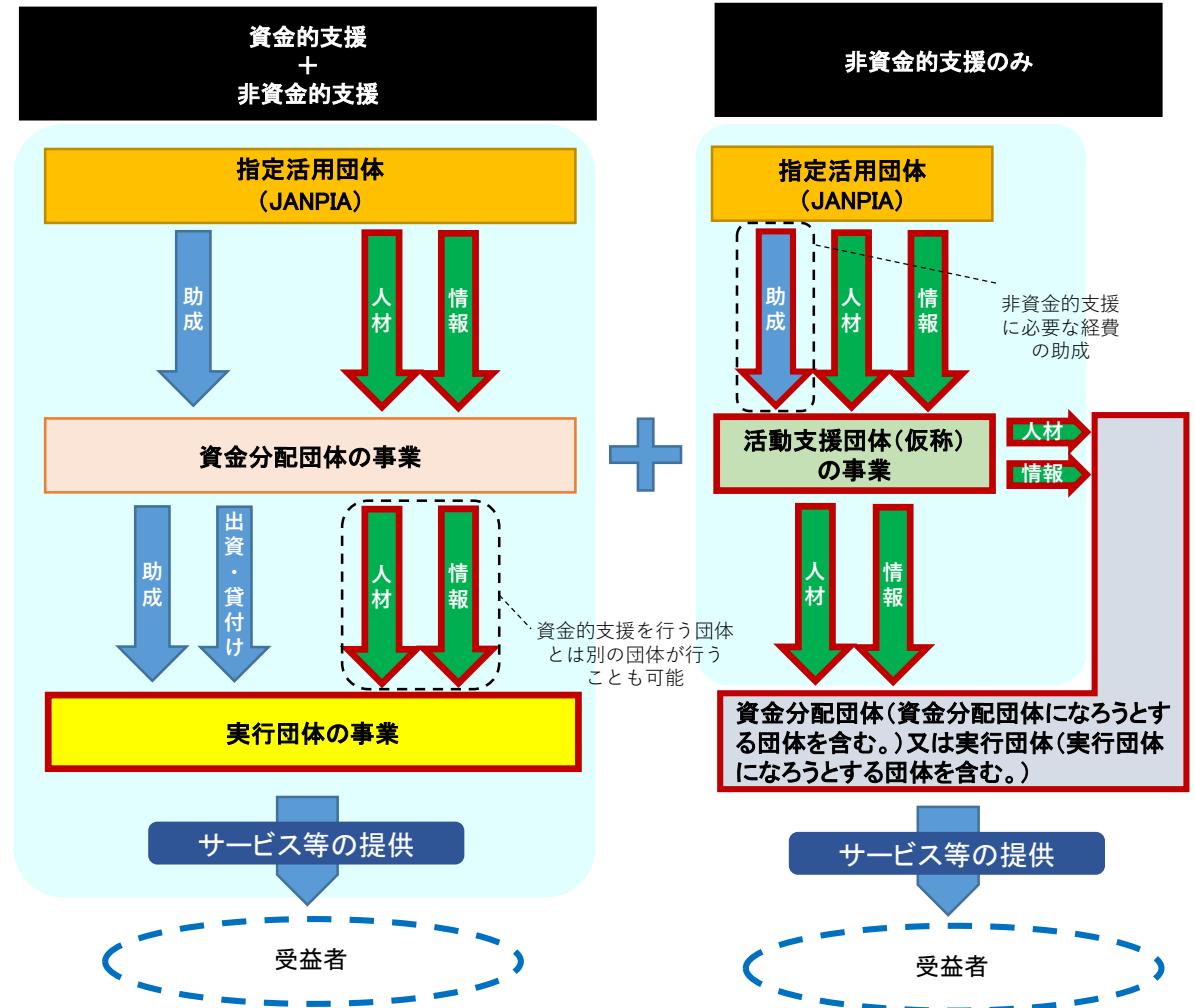 資金的支援
＋
非資金的支援
指定活用団体
（JANPIA）
助成
人材
情報
資金分配団体の事業
助成
出資・貸付け
人材
情報
資金的支援を行う団体
とは別の団体が行う
ことも可能
実行団体の事業
サービス等の提供
受益者
非資金的支援のみ
指定活用団体
（JANPIA）
助成
人材
情報
非資金的支援
に必要な経費
の助成
活動支援団体（仮称）
の事業
人材
情報
人材
情報
資金分配団体（資金分配団体になろうとす
る団体を含む。）又は実行団体（実行団体
になろうとする団体を含む。）
サービス等の提供
受益者